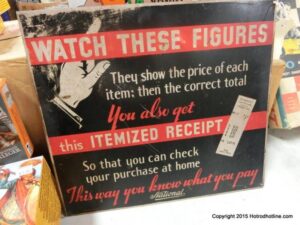 WATCH THESE FIGURES
They show the price of each
item; then the correct total
You also get
this ITEMIZED RECEIPT
So that you can check
your purchase at home
This way you know what you pay
National
Copyright 2015 Hotrodhotline.com